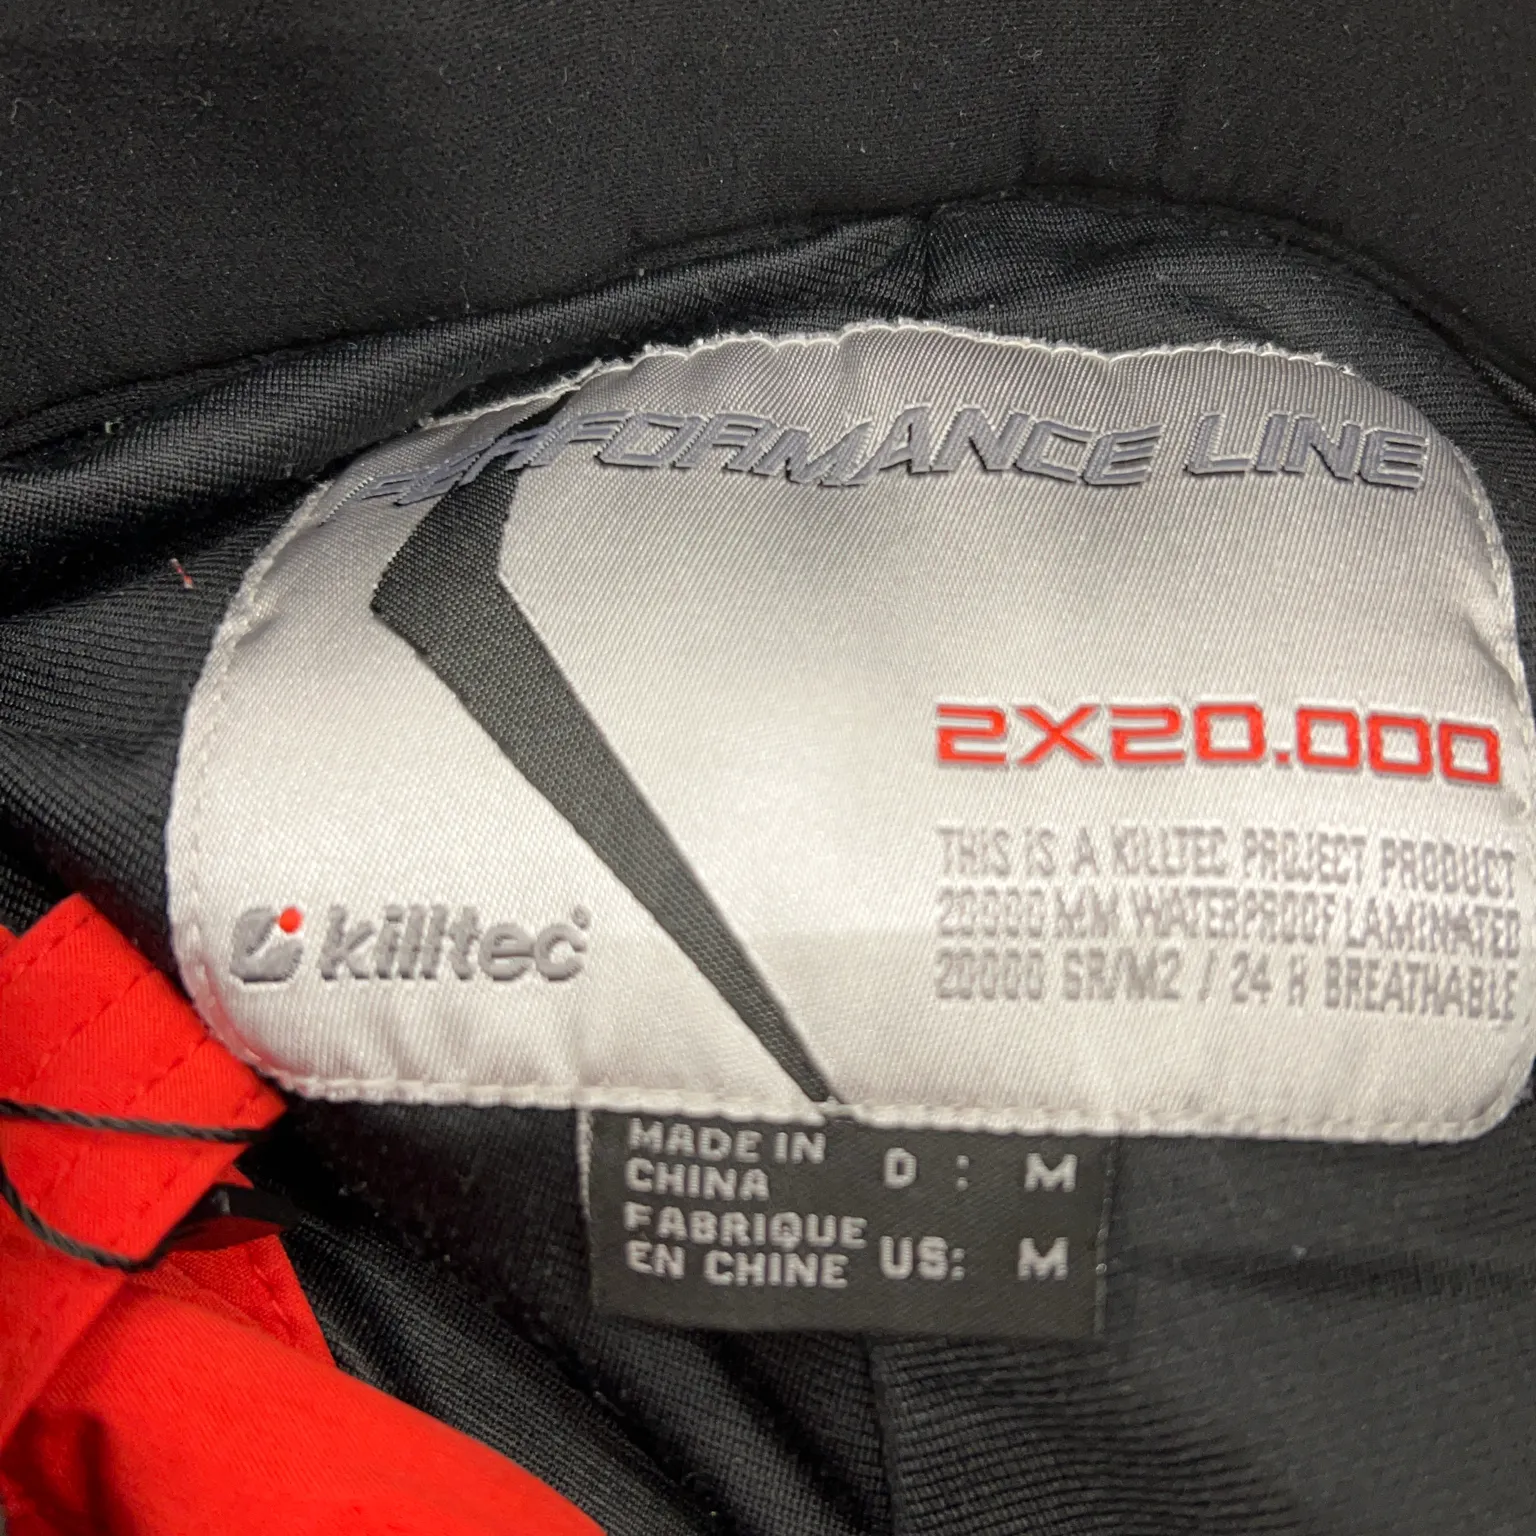 PERFORMANCE LINE
2X20.000
THIS IS A KILLTEC PROJECT PRODUCT
20000 MM WATERPROOF LAMINATED
20000 GR/M2 / 24 H BREATHABLE
killtec
MADE IN
CHINA
D : M
FABRIQUE
EN CHINE
US: M